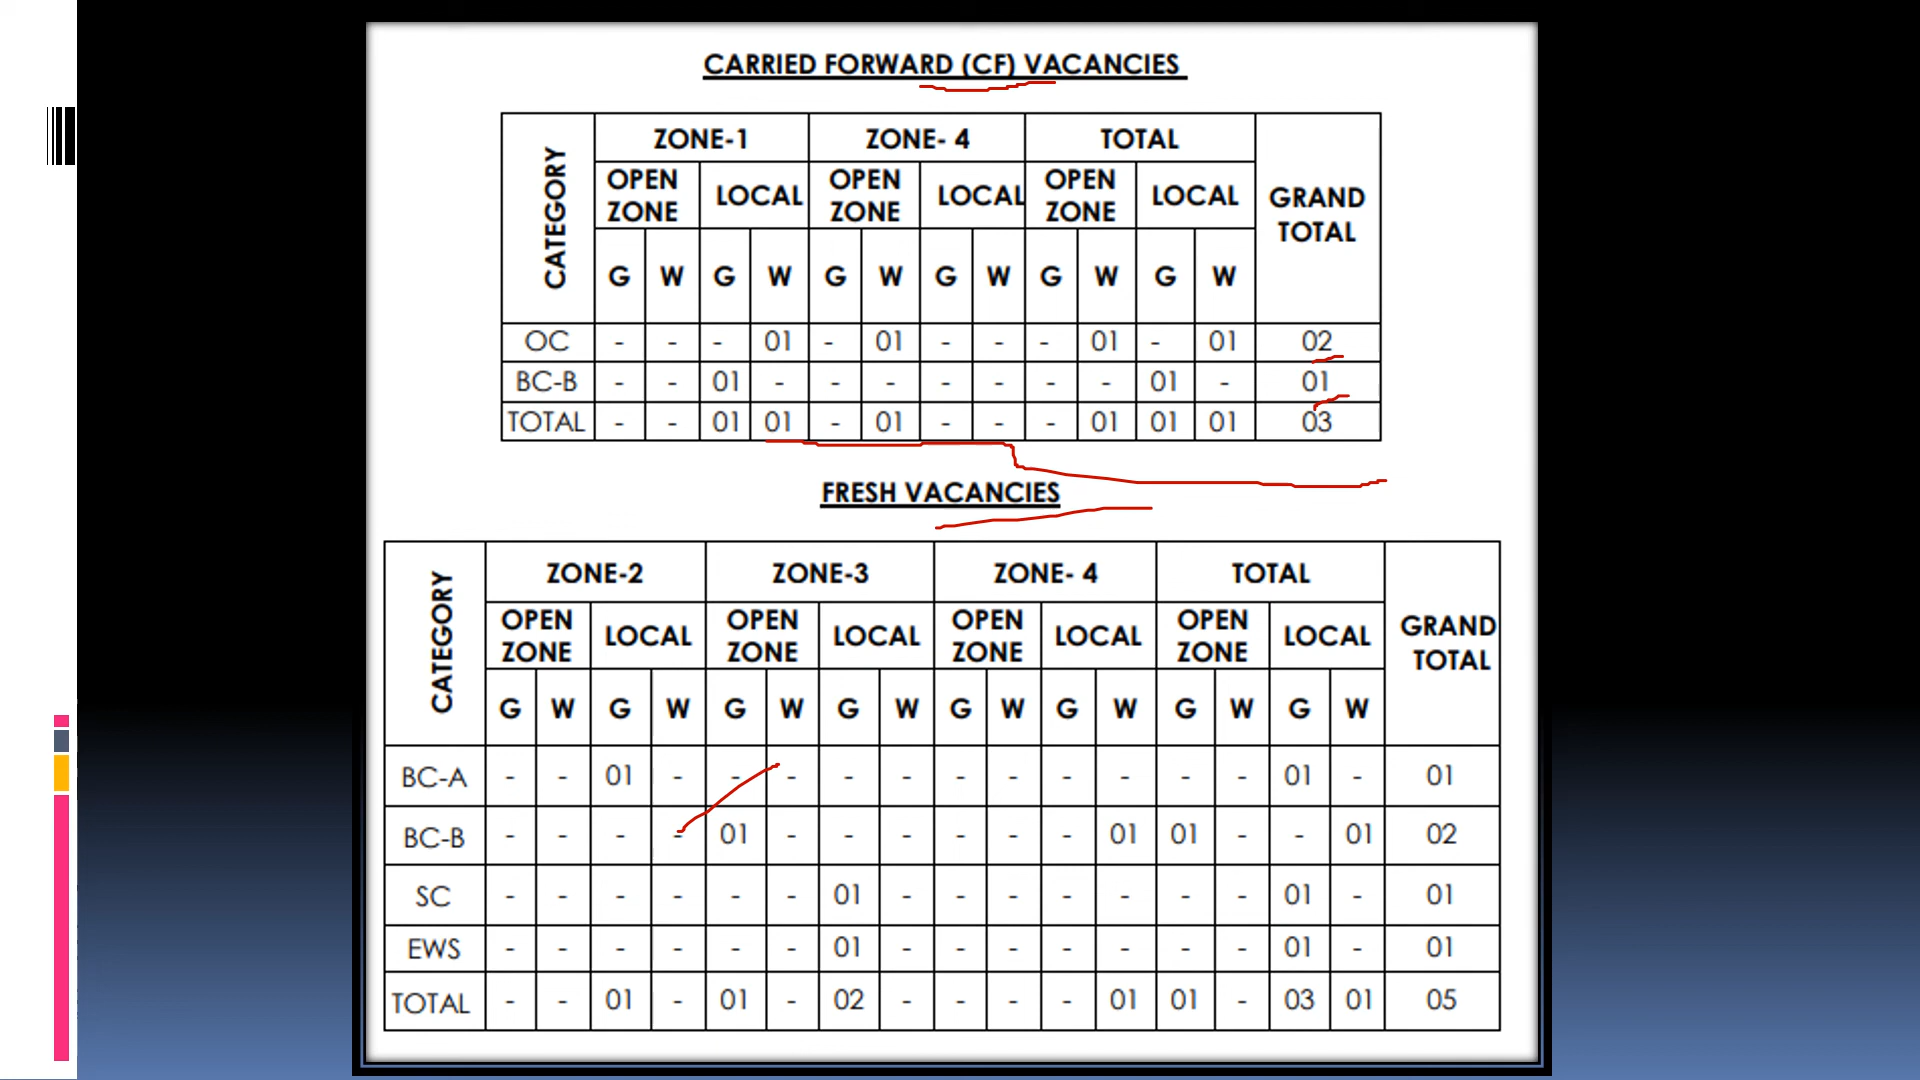 CARRIED FORWARD (CF) VACANCIES
CATEGORY ZONE-1 ZONE- 4 TOTAL GRAND TOTAL
OPEN ZONE LOCAL OPEN ZONE LOCAL OPEN ZONE LOCAL
G W G W G W G W G W G W
OC - - - 01 - 01 - - - 01 - 01 02
BC-B - - 01 - - - - - - - 01 - 01
TOTAL - - 01 01 - 01 - - - 01 01 01 03
FRESH VACANCIES
CATEGORY ZONE-2 ZONE-3 ZONE- 4 TOTAL GRAND TOTAL
OPEN ZONE LOCAL OPEN ZONE LOCAL OPEN ZONE LOCAL OPEN ZONE LOCAL
G W G W G W G W G W G W G W G W
BC-A - - 01 - - - - - - - - - - - 01 - 01
BC-B - - - - 01 - - - - - - 01 01 - - 01 02
SC - - - - - - 01 - - - - - - - 01 - 01
EWS - - - - - - 01 - - - - - - - 01 - 01
TOTAL - - 01 - 01 - 02 - - - - 01 01 - 03 01 05